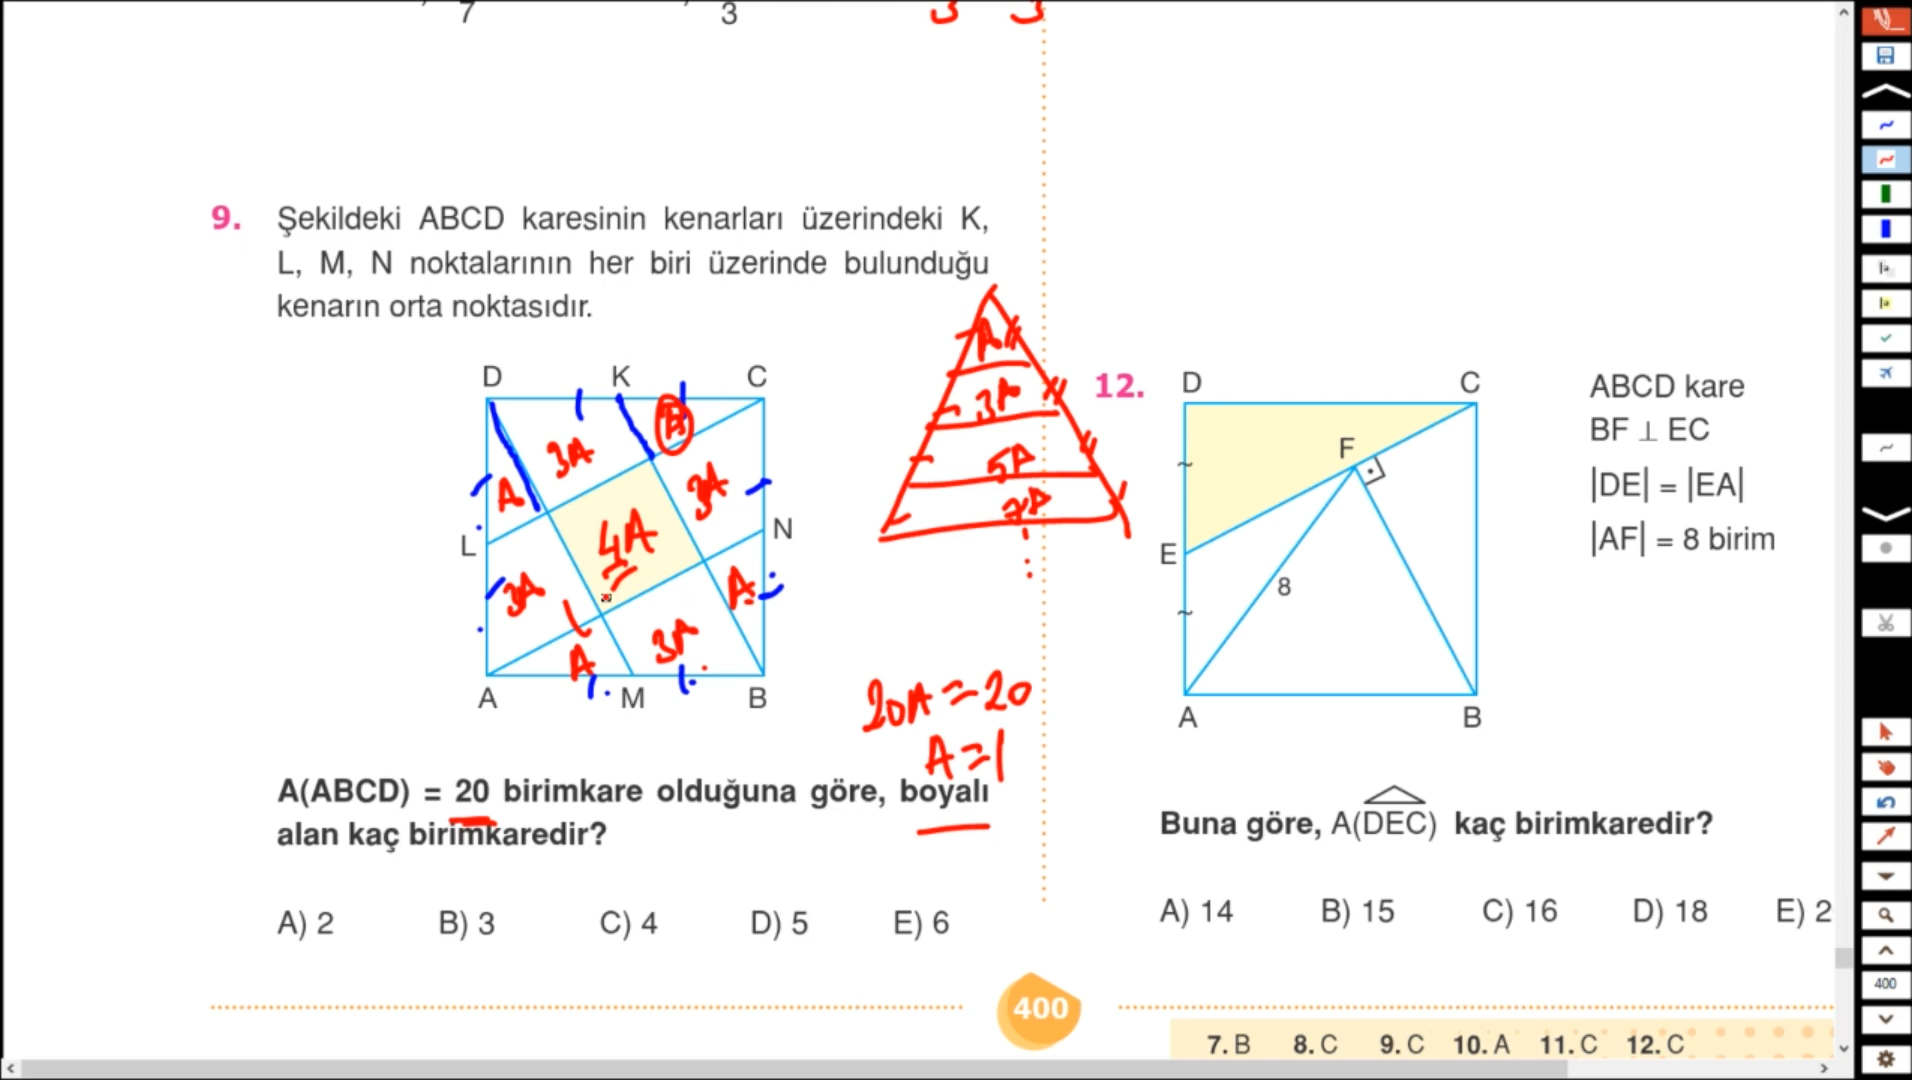 7
3
9. Şekildeki ABCD karesinin kenarları üzerindeki K,
L, M, N noktalarının her biri üzerinde bulunduğu
kenarın orta noktasıdır.
D K C
A
3A
A
3A
L
4A
N
3A
A
3A
A
A M B
A
3A
5A
7A
20A = 20
A = 1
A(ABCD) = 20 birimkare olduğuna göre, boyalı
alan kaç birimkaredir?
A) 2 B) 3 C) 4 D) 5 E) 6
12.
D C
F
E
8
A B
ABCD kare
BF ⊥ EC
|DE| = |EA|
|AF| = 8 birim
Buna göre, A(DEC) kaç birimkaredir?
A) 14 B) 15 C) 16 D) 18 E) 2
400
7. B 8. C 9. C 10. A 11. C 12. C
400